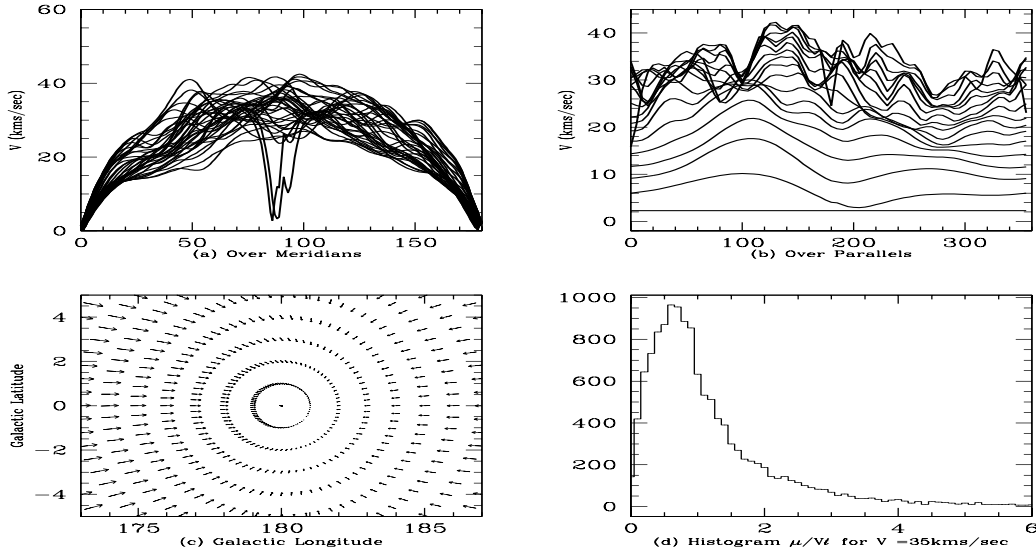 60
40
20
0
V (kms/sec)
0 50 100 150
(a) Over Meridians
40
30
20
10
0
V (kms/sec)
0 100 200 300
(b) Over Parallels
4
2
0
−2
−4
Galactic Latitude
175 180 185
(c) Galactic Longitude
1000
800
600
400
200
0
0 2 4 6
(d) Histogram μ/Vℓ for V =35kms/sec